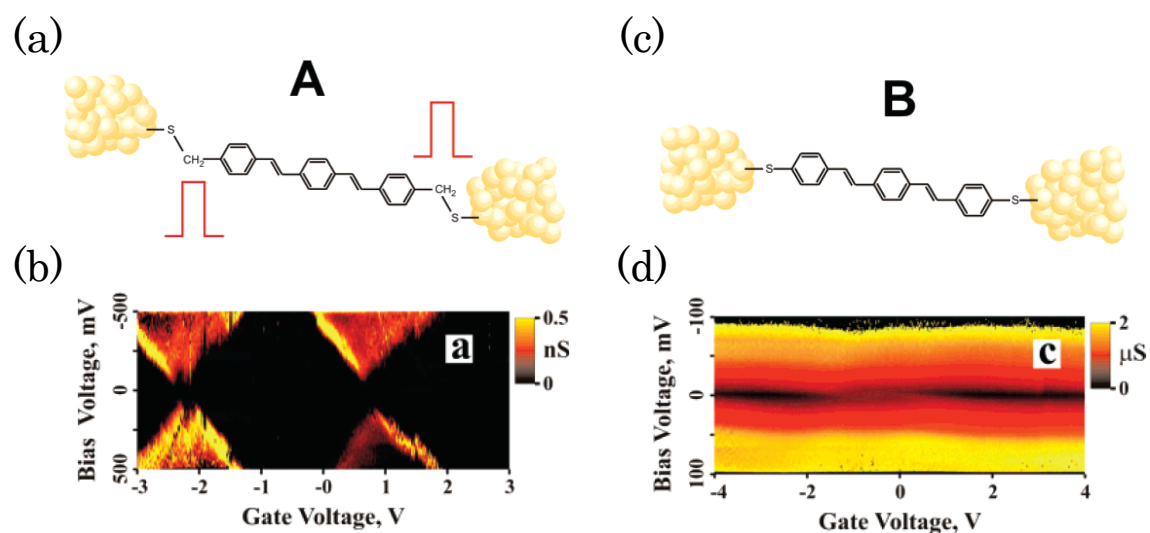 (a)
A
S
CH2
CH2
S
(b)
Bias Voltage, mV
-500
0
500
a
0.5
nS
0
-3
-2
-1
-0
1
2
3
Gate Voltage, V
(c)
B
S
S
(d)
Bias Voltage, mV
-100
0
100
c
2
µS
0
-4
-2
0
2
4
Gate Voltage, V